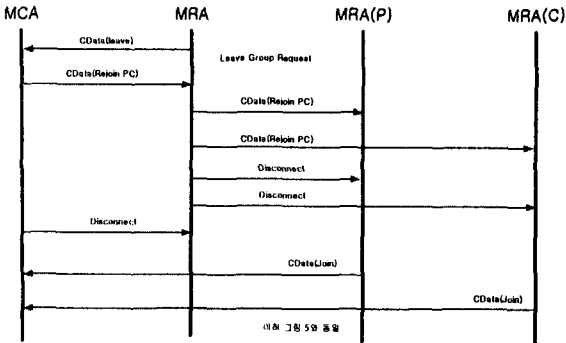 MCA MRA MRA(P) MRA(C)
CData(leave)
Leave Group Request
CData(Rejoin PC)
CData(Rejoin PC)
CData(Rejoin PC)
Disconnect
Disconnect
Disconnect
CData(Join)
CData(Join)
이하 그림 5와 동일